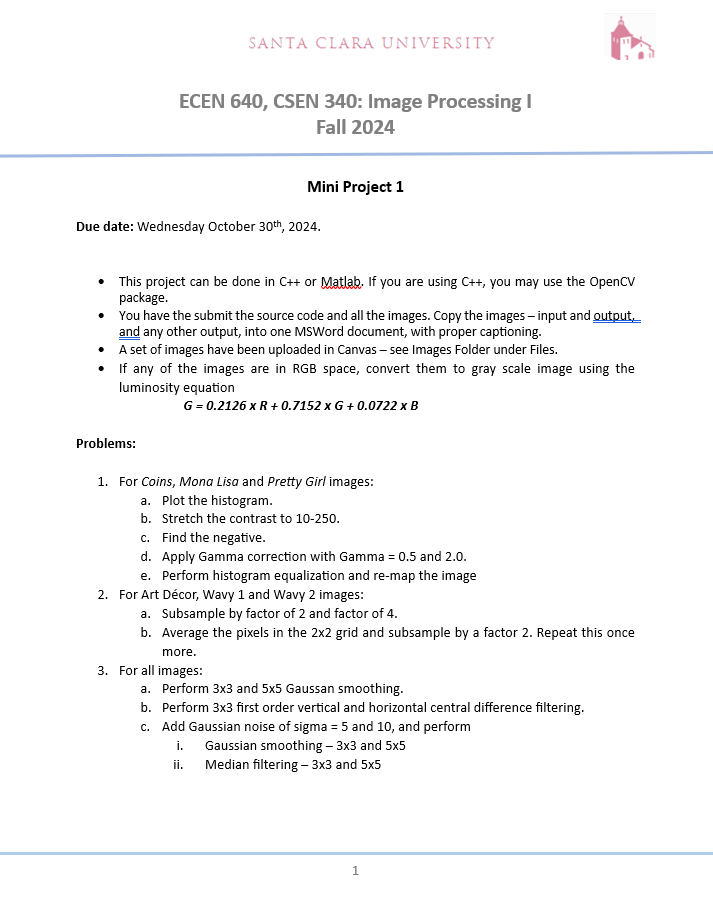 SANTA CLARA UNIVERSITY
ECEN 640, CSEN 340: Image Processing I
Fall 2024
Mini Project 1
Due date: Wednesday October 30th, 2024.
• This project can be done in C++ or Matlab. If you are using C++, you may use the OpenCV
package.
• You have the submit the source code and all the images. Copy the images – input and output,
and any other output, into one MSWord document, with proper captioning.
• A set of images have been uploaded in Canvas – see Images Folder under Files.
• If any of the images are in RGB space, convert them to gray scale image using the
luminosity equation
G = 0.2126 x R + 0.7152 x G + 0.0722 x B
Problems:
1. For Coins, Mona Lisa and Pretty Girl images:
a. Plot the histogram.
b. Stretch the contrast to 10-250.
c. Find the negative.
d. Apply Gamma correction with Gamma = 0.5 and 2.0.
e. Perform histogram equalization and re-map the image
2. For Art Décor, Wavy 1 and Wavy 2 images:
a. Subsample by factor of 2 and factor of 4.
b. Average the pixels in the 2x2 grid and subsample by a factor 2. Repeat this once
more.
3. For all images:
a. Perform 3x3 and 5x5 Gaussan smoothing.
b. Perform 3x3 first order vertical and horizontal central difference filtering.
c. Add Gaussian noise of sigma = 5 and 10, and perform
i. Gaussian smoothing – 3x3 and 5x5
ii. Median filtering – 3x3 and 5x5
1